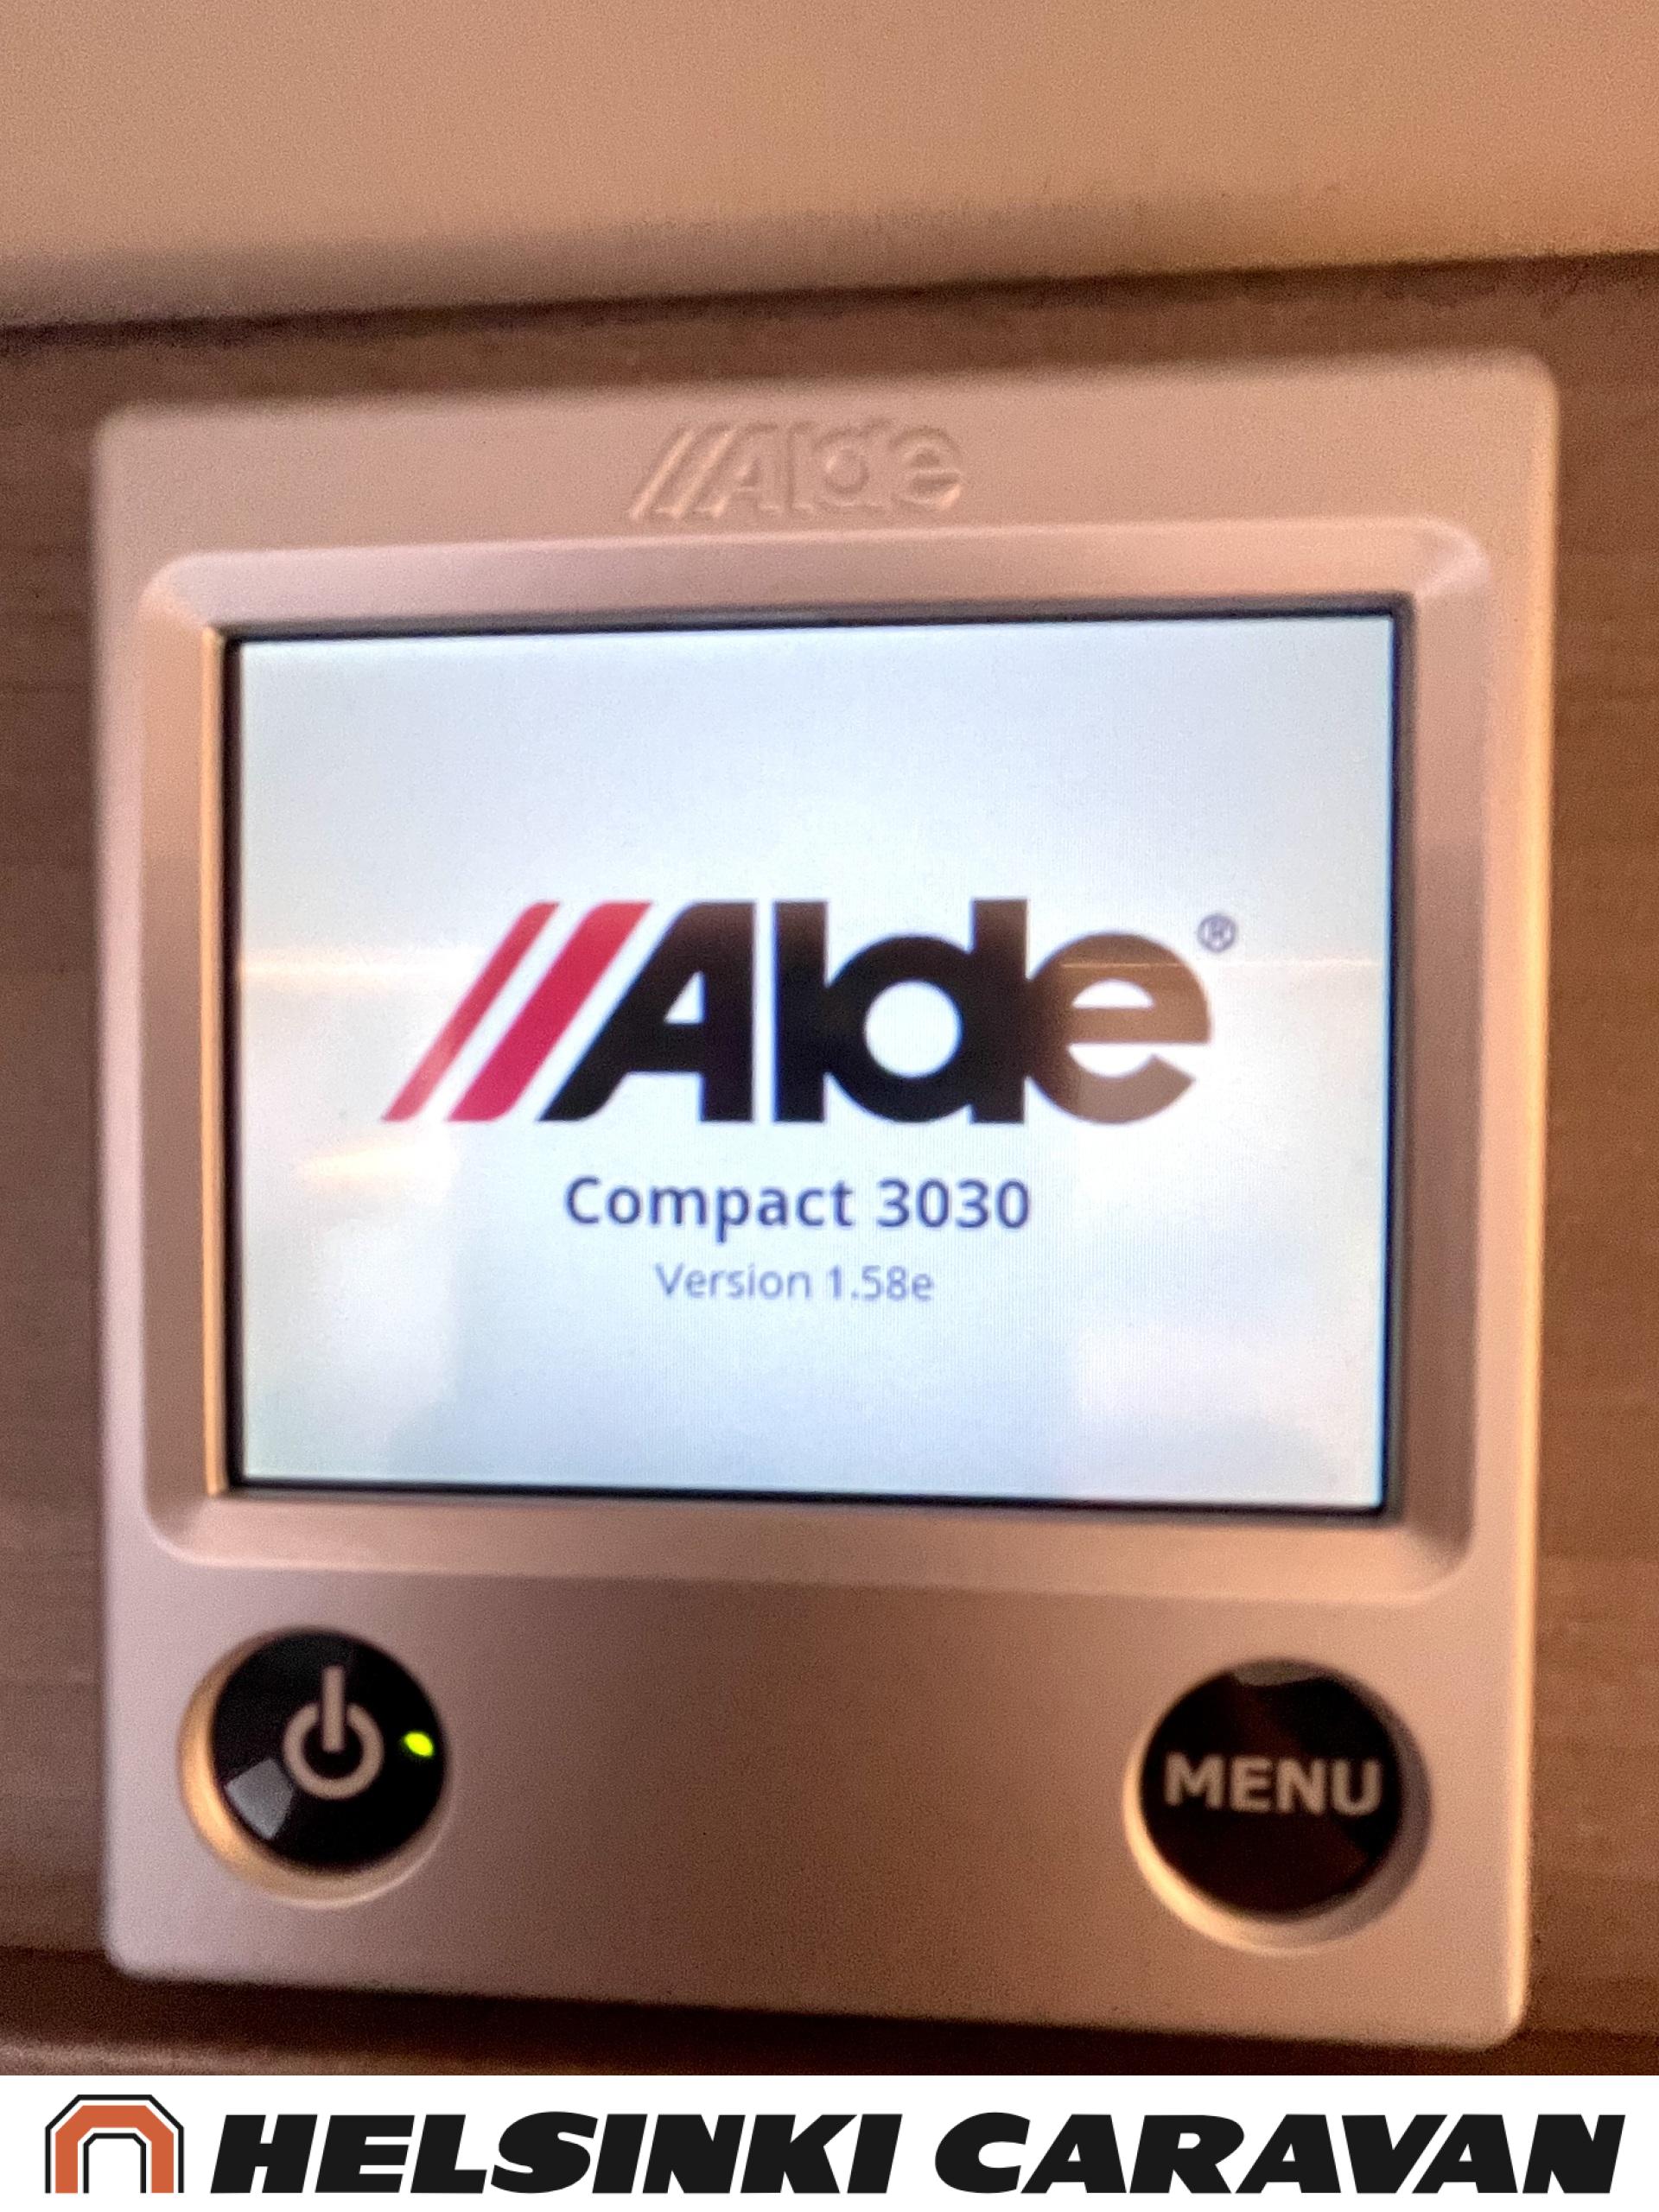 Alde
Alde®
Compact 3030
Version 1.58e
MENU
HELSINKI CARAVAN